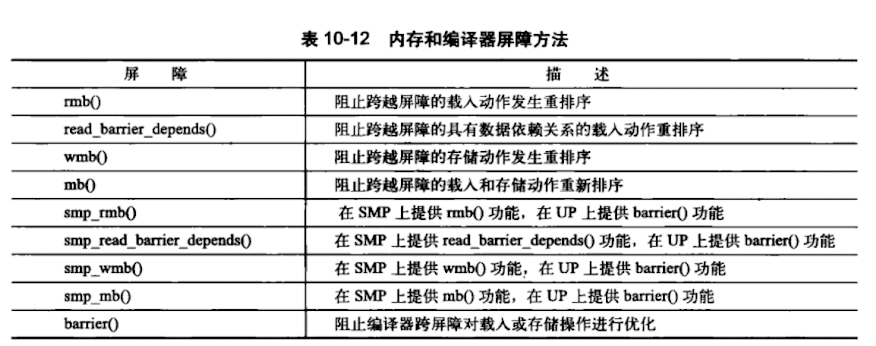 表 10-12 内存和编译器屏障方法
屏 障 描 述
rmb() 阻止跨越屏障的载入动作发生重排序
read_barrier_depends() 阻止跨越屏障的具有数据依赖关系的载入动作重排序
wmb() 阻止跨越屏障的存储动作发生重排序
mb() 阻止跨越屏障的载入和存储动作重新排序
smp_rmb() 在 SMP 上提供 rmb() 功能，在 UP 上提供 barrier() 功能
smp_read_barrier_depends() 在 SMP 上提供 read_barrier_depends() 功能，在 UP 上提供 barrier() 功能
smp_wmb() 在 SMP 上提供 wmb() 功能，在 UP 上提供 barrier() 功能
smp_mb() 在 SMP 上提供 mb() 功能，在 UP 上提供 barrier() 功能
barrier() 阻止编译器跨屏障对载入或存储操作进行优化